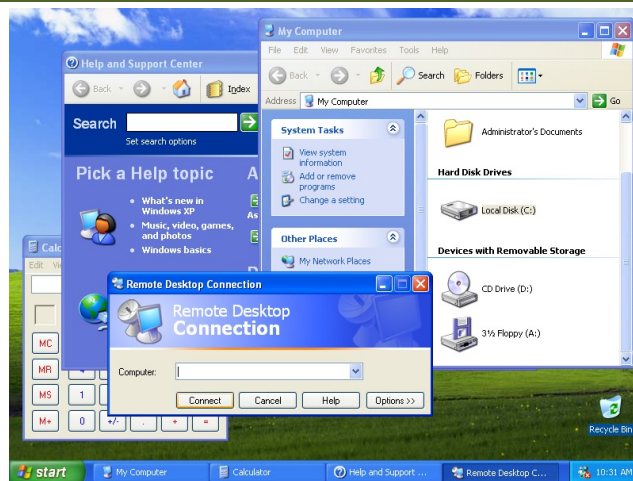 My Computer
File Edit View Favorites Tools Help
Back Search Folders
Address My Computer Go
System Tasks
View system
information
Add or remove
programs
Change a setting
Other Places
My Network Places
Administrator's Documents
Hard Disk Drives
Local Disk (C:)
Devices with Removable Storage
CD Drive (D:)
3½ Floppy (A:)
Help and Support Center
Back Index
Search
Set search options
Pick a Help topic
What's new in
Windows XP
Music, video, games,
and photos
Windows basics
A
As
Calc
Edit Vi
MC
MR
MS 1
M+ 0 +/- . + =
Remote Desktop Connection
Remote Desktop
Connection
Computer:
Connect Cancel Help Options >>
Recycle Bin
start My Computer Calculator Help and Support ... Remote Desktop C... 10:31 AM